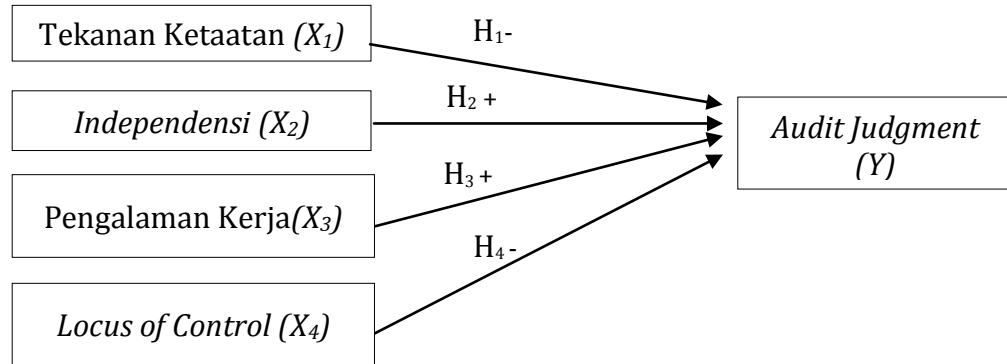 Tekanan Ketaatan (X₁)
H₁-
Independensi (X₂)
H₂ +
Audit Judgment
(Y)
Pengalaman Kerja(X₃)
H₃ +
Locus of Control (X₄)
H₄ -